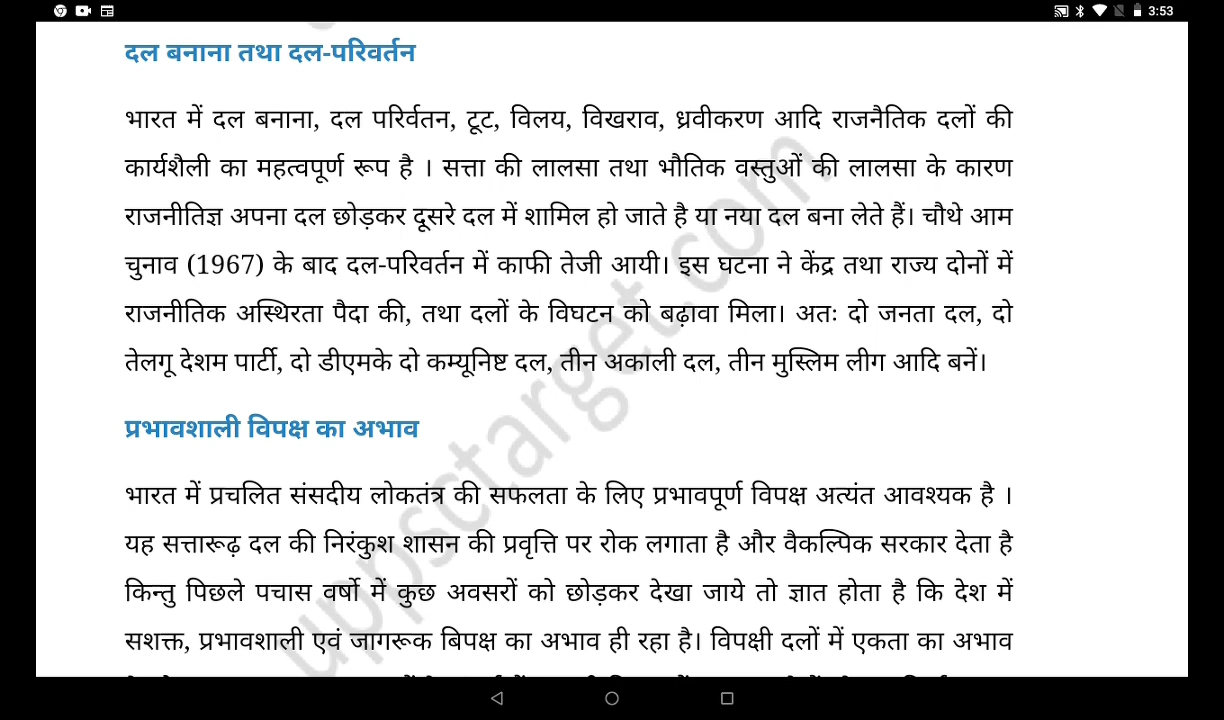 3:53
दल बनाना तथा दल-परिवर्तन
भारत में दल बनाना, दल परिर्वतन, टूट, विलय, विखराव, ध्रवीकरण आदि राजनैतिक दलों की
कार्यशैली का महत्वपूर्ण रूप है । सत्ता की लालसा तथा भौतिक वस्तुओं की लालसा के कारण
राजनीतिज्ञ अपना दल छोड़कर दूसरे दल में शामिल हो जाते है या नया दल बना लेते हैं। चौथे आम
चुनाव (1967) के बाद दल-परिवर्तन में काफी तेजी आयी। इस घटना ने केंद्र तथा राज्य दोनों में
राजनीतिक अस्थिरता पैदा की, तथा दलों के विघटन को बढ़ावा मिला। अतः दो जनता दल, दो
तेलगू देशम पार्टी, दो डीएमके दो कम्यूनिष्ट दल, तीन अकाली दल, तीन मुस्लिम लीग आदि बनें।
प्रभावशाली विपक्ष का अभाव
भारत में प्रचलित संसदीय लोकतंत्र की सफलता के लिए प्रभावपूर्ण विपक्ष अत्यंत आवश्यक है ।
यह सत्तारूढ़ दल की निरंकुश शासन की प्रवृत्ति पर रोक लगाता है और वैकल्पिक सरकार देता है
किन्तु पिछले पचास वर्षो में कुछ अवसरों को छोड़कर देखा जाये तो ज्ञात होता है कि देश में
सशक्त, प्रभावशाली एवं जागरूक बिपक्ष का अभाव ही रहा है। विपक्षी दलों में एकता का अभाव
uppsctarget.com